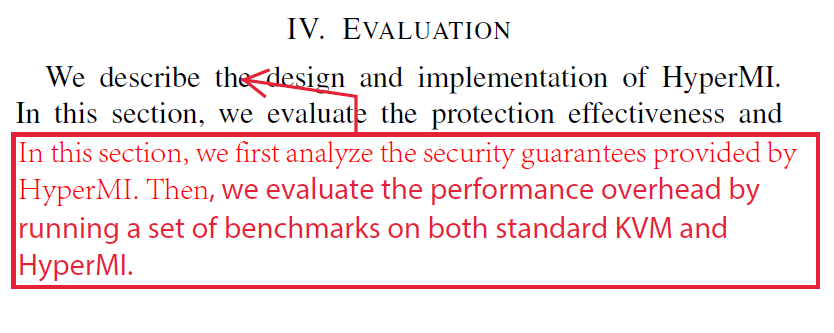 IV. EVALUATION
We describe the design and implementation of HyperMI.
In this section, we evaluate the protection effectiveness and
In this section, we first analyze the security guarantees provided by
HyperMI. Then, we evaluate the performance overhead by
running a set of benchmarks on both standard KVM and
HyperMI.